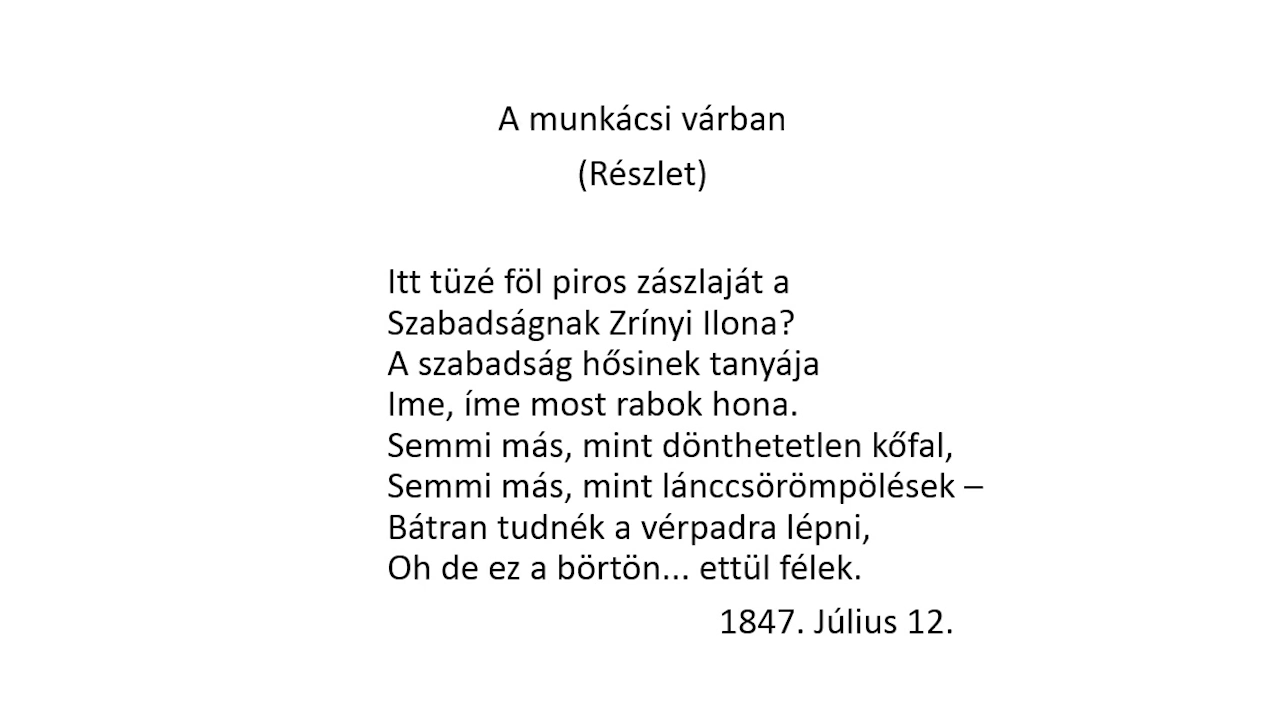 A munkácsi várban
(Részlet)
Itt tüzé föl piros zászlaját a
Szabadságnak Zrínyi Ilona?
A szabadság hősinek tanyája
Ime, íme most rabok hona.
Semmi más, mint dönthetetlen kőfal,
Semmi más, mint lánccsörömpölések –
Bátran tudnék a vérpadra lépni,
Oh de ez a börtön... ettül félek.
1847. Július 12.